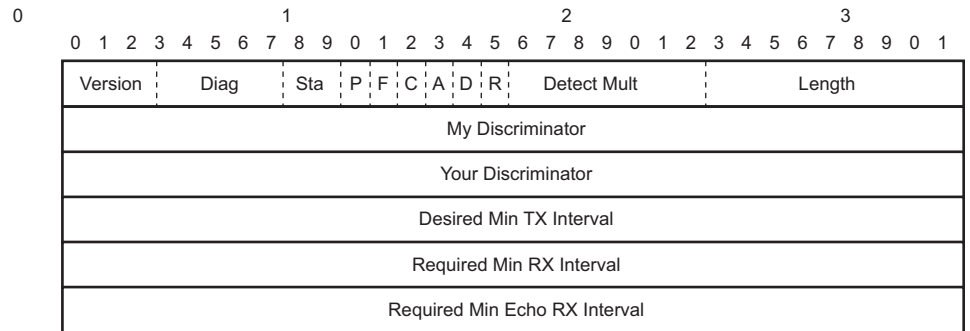 0 1 2 3
0 1 2 3 4 5 6 7 8 9 0 1 2 3 4 5 6 7 8 9 0 1 2 3 4 5 6 7 8 9 0 1
Version Diag Sta P F C A D R Detect Mult Length
My Discriminator
Your Discriminator
Desired Min TX Interval
Required Min RX Interval
Required Min Echo RX Interval